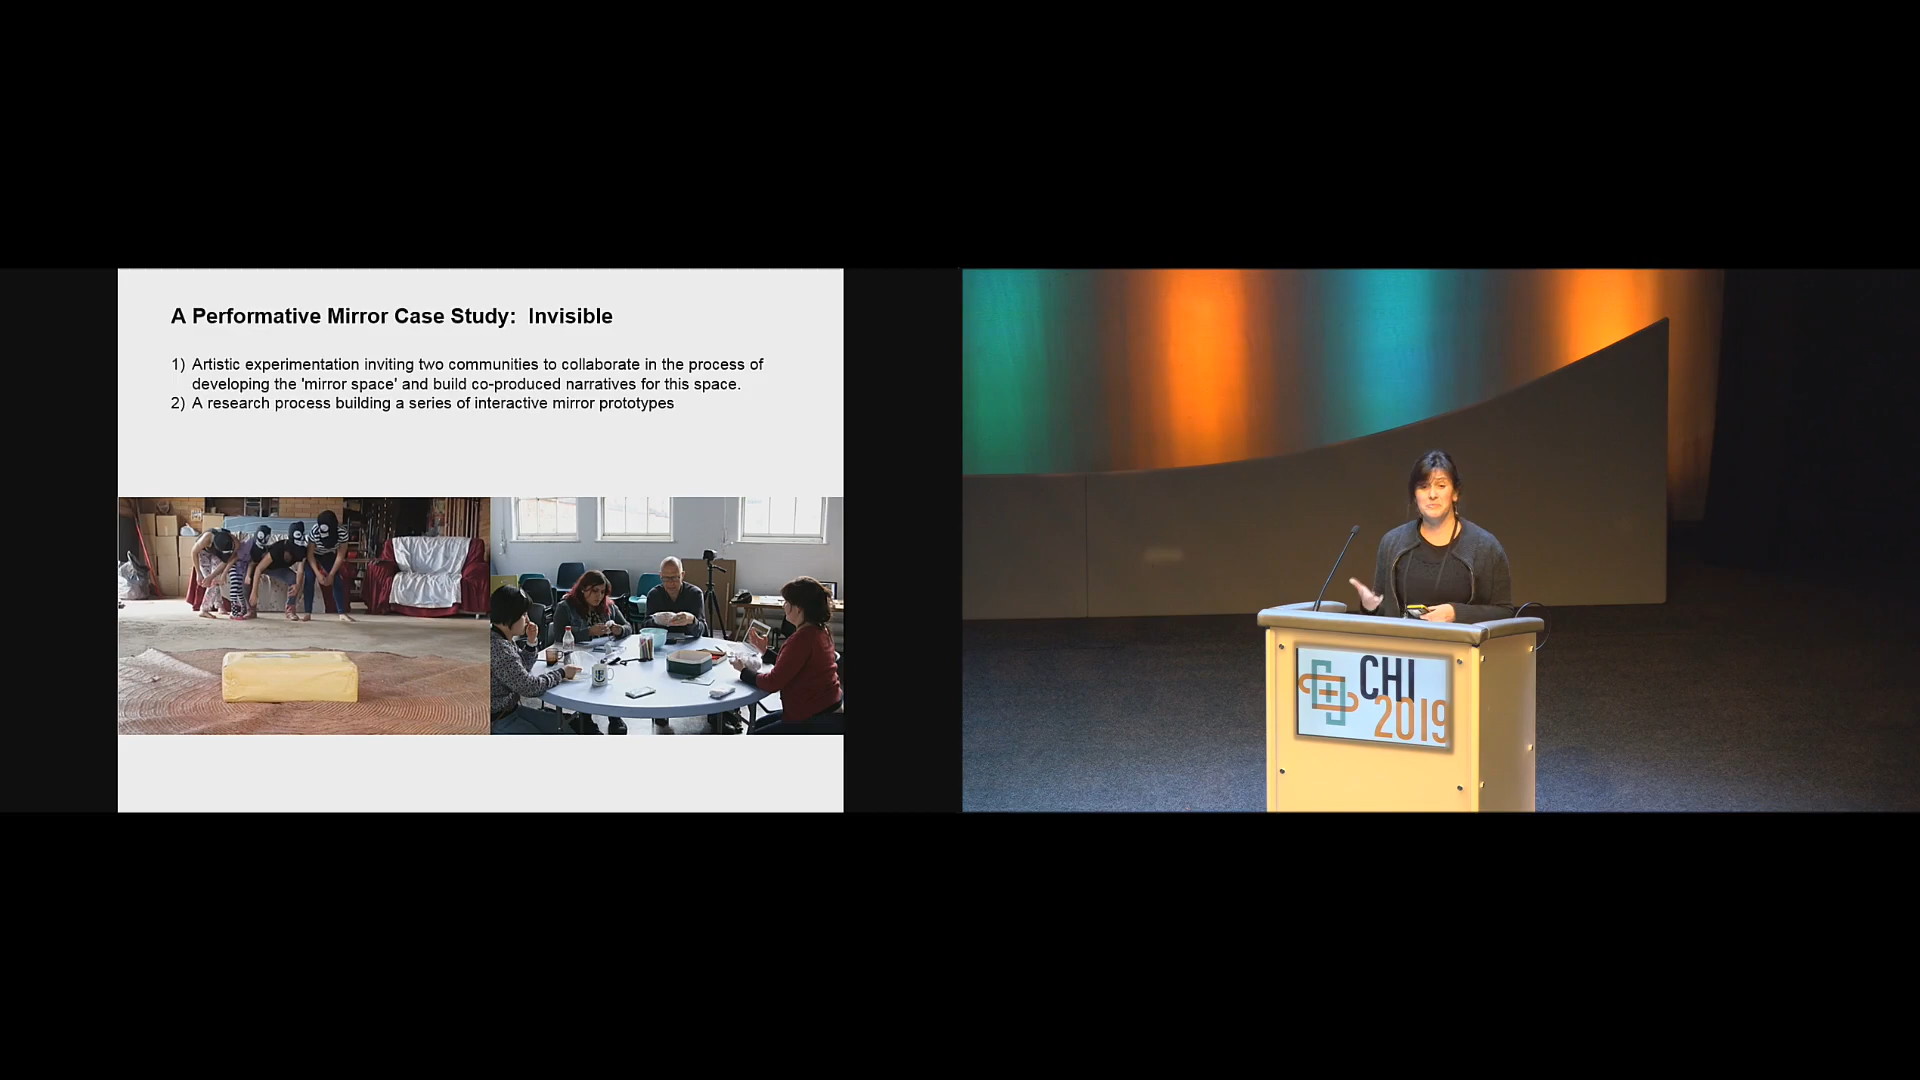 A Performative Mirror Case Study: Invisible
1) Artistic experimentation inviting two communities to collaborate in the process of
developing the 'mirror space' and build co-produced narratives for this space.
2) A research process building a series of interactive mirror prototypes
CHI
2019